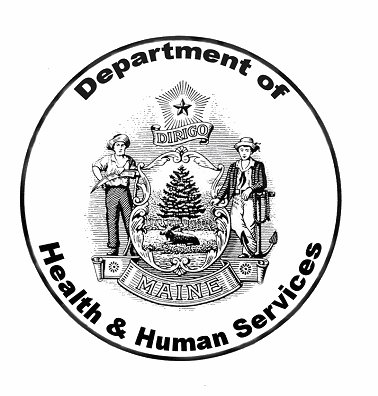 Department of
DIRIGO
MAINE
Health & Human Services